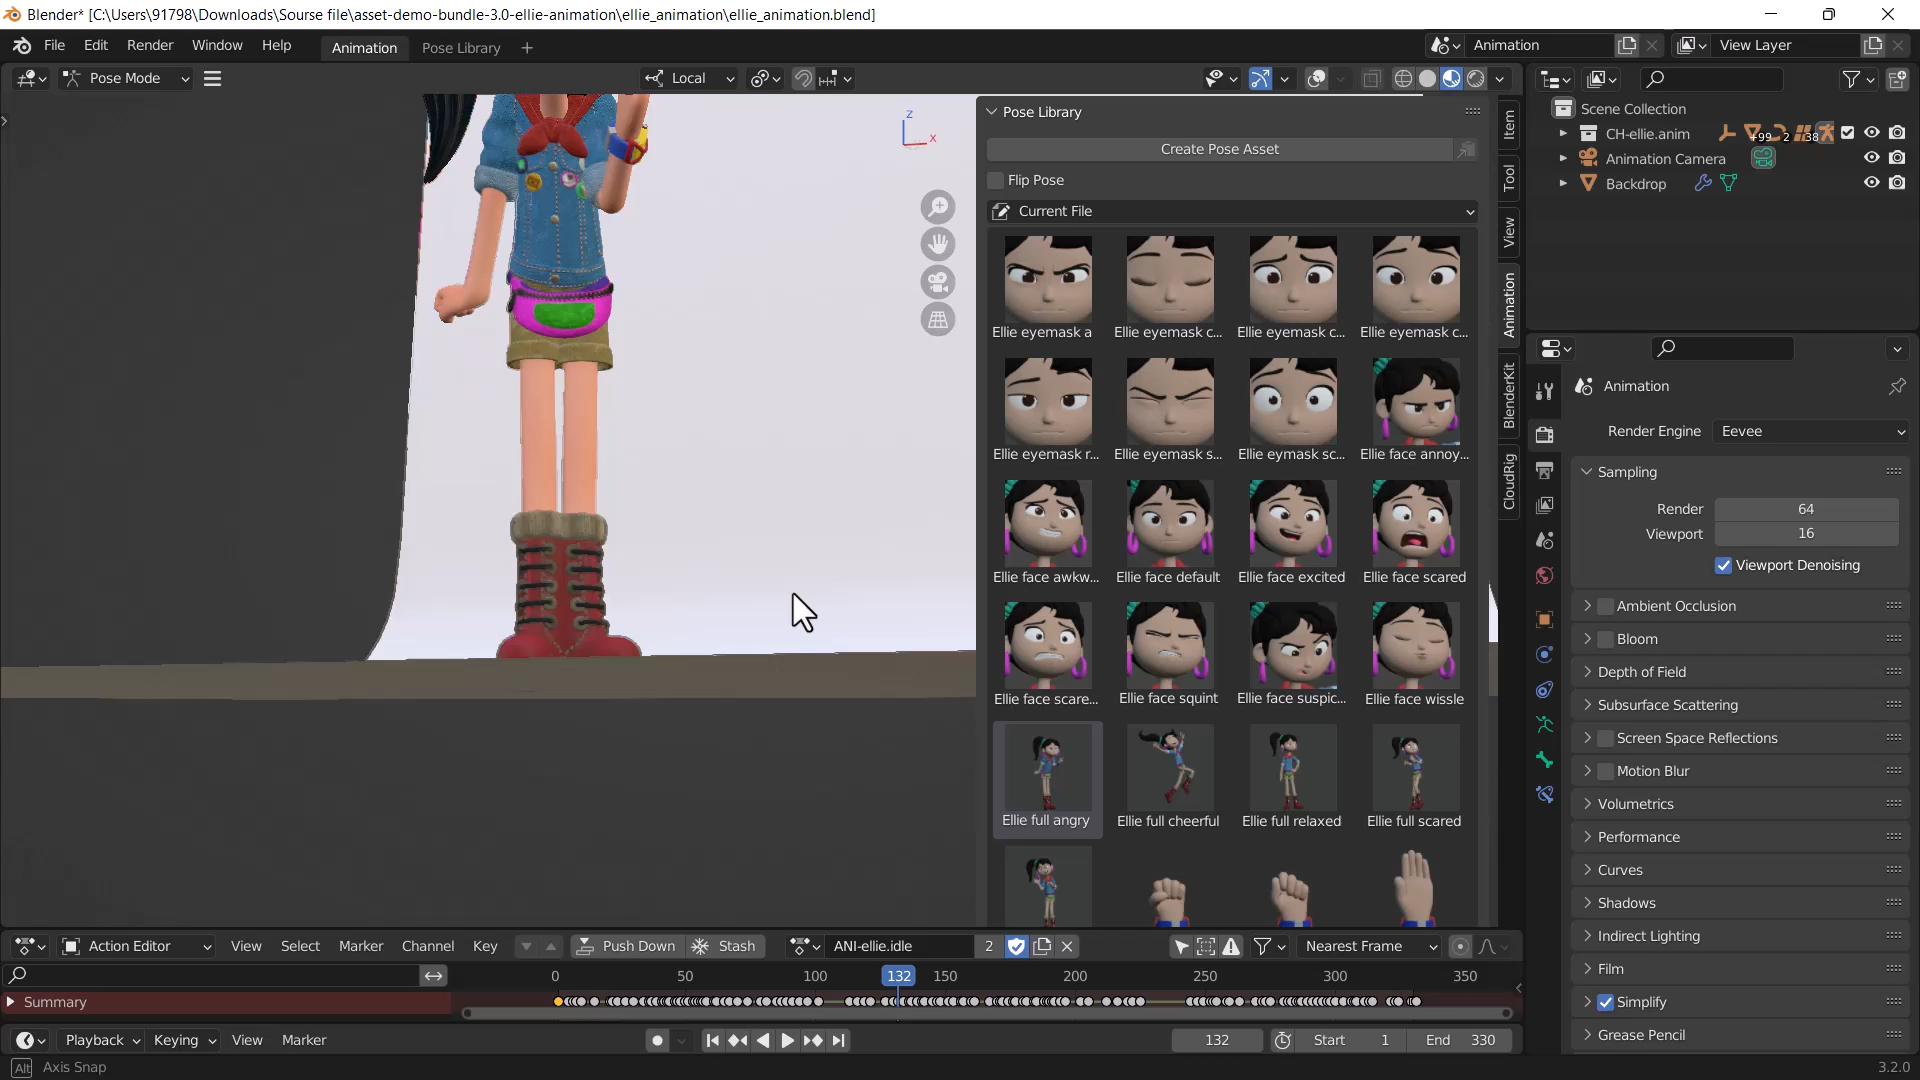 Blender* [C:\Users\91798\Downloads\Sourse file\asset-demo-bundle-3.0-ellie-animation\ellie_animation\ellie_animation.blend]
File Edit Render Window Help Animation Pose Library + Animation View Layer
Pose Mode Local
Z
X
Pose Library
Create Pose Asset
Flip Pose
Current File
Ellie eyemask a Ellie eyemask c... Ellie eyemask c... Ellie eyemask c...
Ellie eyemask r... Ellie eyemask s... Ellie eymask sc... Ellie face annoy...
Ellie face awkw... Ellie face default Ellie face excited Ellie face scared
Ellie face scare... Ellie face squint Ellie face suspic... Ellie face wissle
Ellie full angry Ellie full cheerful Ellie full relaxed Ellie full scared
Item
Tool
View
Animation
BlenderKit
CloudRig
Scene Collection
CH-ellie.anim +99 2 38
Animation Camera
Backdrop
Animation
Render Engine Eevee
Sampling
Render 64
Viewport 16
Viewport Denoising
Ambient Occlusion
Bloom
Depth of Field
Subsurface Scattering
Screen Space Reflections
Motion Blur
Volumetrics
Performance
Curves
Shadows
Indirect Lighting
Film
Simplify
Grease Pencil
Action Editor View Select Marker Channel Key Push Down Stash ANI-ellie.idle 2 Nearest Frame
0 50 100 132 150 200 250 300 350
Summary
Playback Keying View Marker 132 Start 1 End 330
Alt Axis Snap 3.2.0